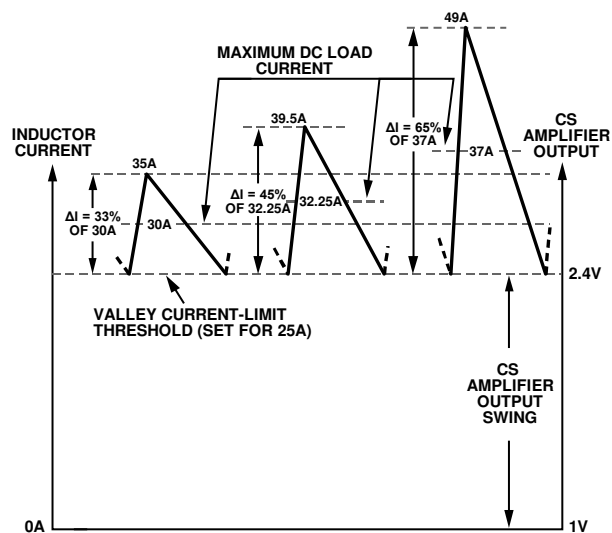 49A
MAXIMUM DC LOAD
CURRENT
39.5A
INDUCTOR
CURRENT
CS
AMPLIFIER
OUTPUT
ΔI = 65%
OF 37A
37A
35A
ΔI = 45%
OF 32.25A
32.25A
ΔI = 33%
OF 30A
30A
2.4V
VALLEY CURRENT-LIMIT
THRESHOLD (SET FOR 25A)
CS
AMPLIFIER
OUTPUT
SWING
0A
1V